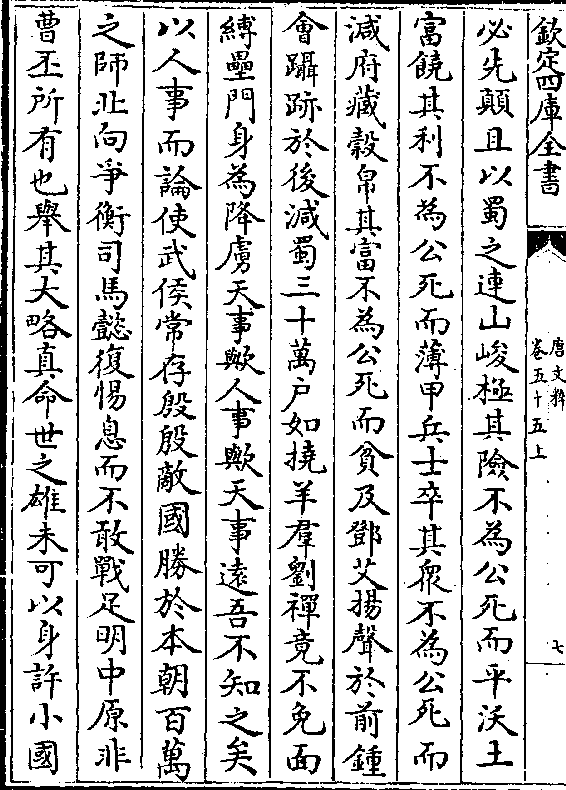 欽定四庫全書
唐文粹
卷五十五上
七
必先顛且以蜀之連山峻極其險不為公死而平沃土
富饒其利不為公死而薄甲兵士卒其衆不為公死而
減府藏穀帛其富不為公死而貧及鄧艾揚聲於前鍾
會躡跡於後減蜀三十萬户如撓羊羣劉禪竟不免面
縛壘門身為降虜天事歟人事歟天事逺吾不知之矣
以人事而論使武侯常存殷殷敵國勝於本朝百萬
之師北向爭衡司馬懿復惕息而不敢戰足明中原非
曹丕所有也舉其大略真命世之雄未可以身許小國